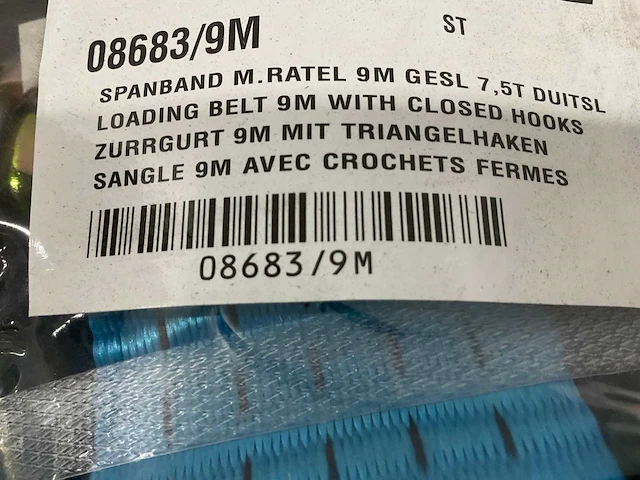 ST
08683/9M
SPANBAND M.RATEL 9M GESL 7,5T DUITSL
LOADING BELT 9M WITH CLOSED HOOKS
ZURRGURT 9M MIT TRIANGELHAKEN
SANGLE 9M AVEC CROCHETS FERMES
08683/9M